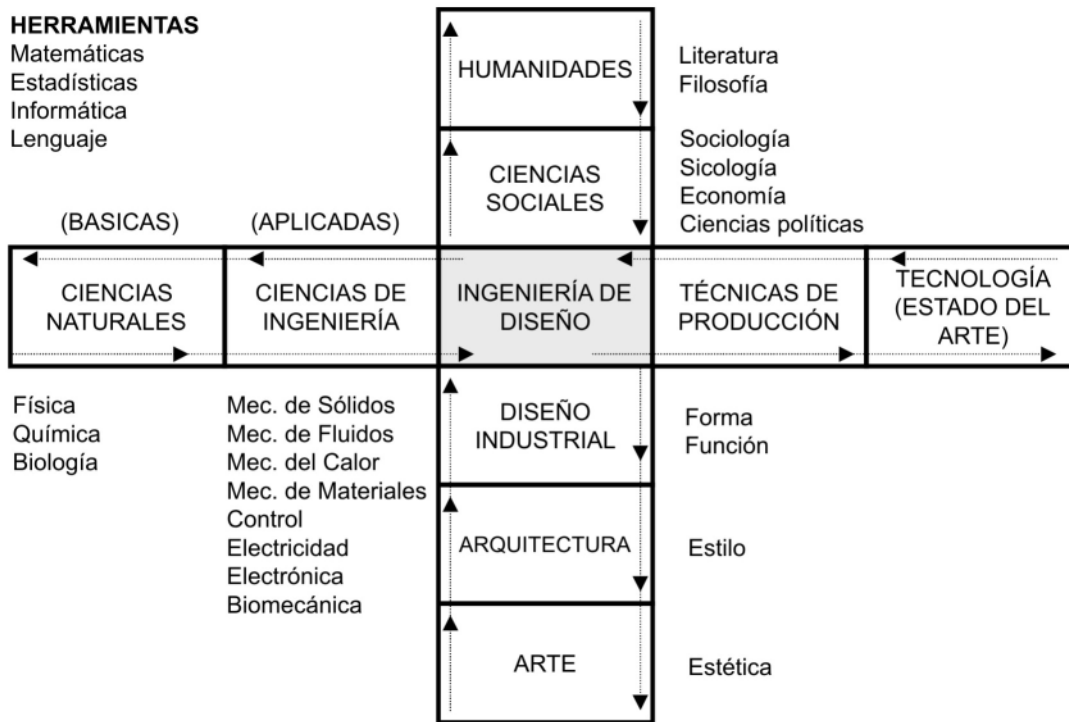 HERRAMIENTAS
Matemáticas
Estadísticas
Informática
Lenguaje
HUMANIDADES
Literatura
Filosofía
CIENCIAS
SOCIALES
Sociología
Sicología
Economía
Ciencias políticas
(BASICAS)
(APLICADAS)
CIENCIAS
NATURALES
CIENCIAS DE
INGENIERÍA
INGENIERÍA DE
DISEÑO
TÉCNICAS DE
PRODUCCIÓN
TECNOLOGÍA
(ESTADO DEL
ARTE)
Física
Química
Biología
Mec. de Sólidos
Mec. de Fluidos
Mec. del Calor
Mec. de Materiales
Control
Electricidad
Electrónica
Biomecánica
DISEÑO
INDUSTRIAL
Forma
Función
ARQUITECTURA
Estilo
ARTE
Estética